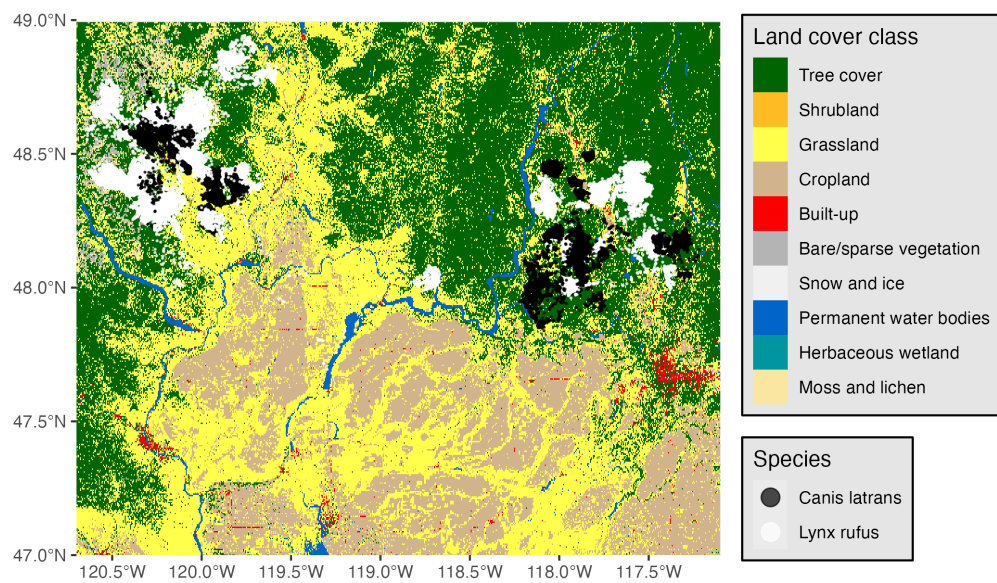 49.0°N
48.5°N
48.0°N
47.5°N
47.0°N
120.5°W 120.0°W 119.5°W 119.0°W 118.5°W 118.0°W 117.5°W
Land cover class
Tree cover
Shrubland
Grassland
Cropland
Built-up
Bare/sparse vegetation
Snow and ice
Permanent water bodies
Herbaceous wetland
Moss and lichen
Species
Canis latrans
Lynx rufus